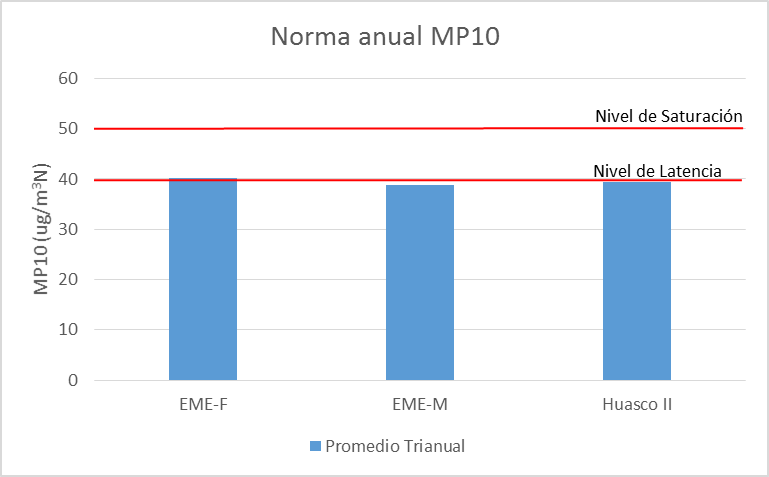 Norma anual MP10
MP10 (ug/m³N)
60
50
40
30
20
10
0
Nivel de Saturación
Nivel de Latencia
EME-F
EME-M
Huasco II
Promedio Trianual